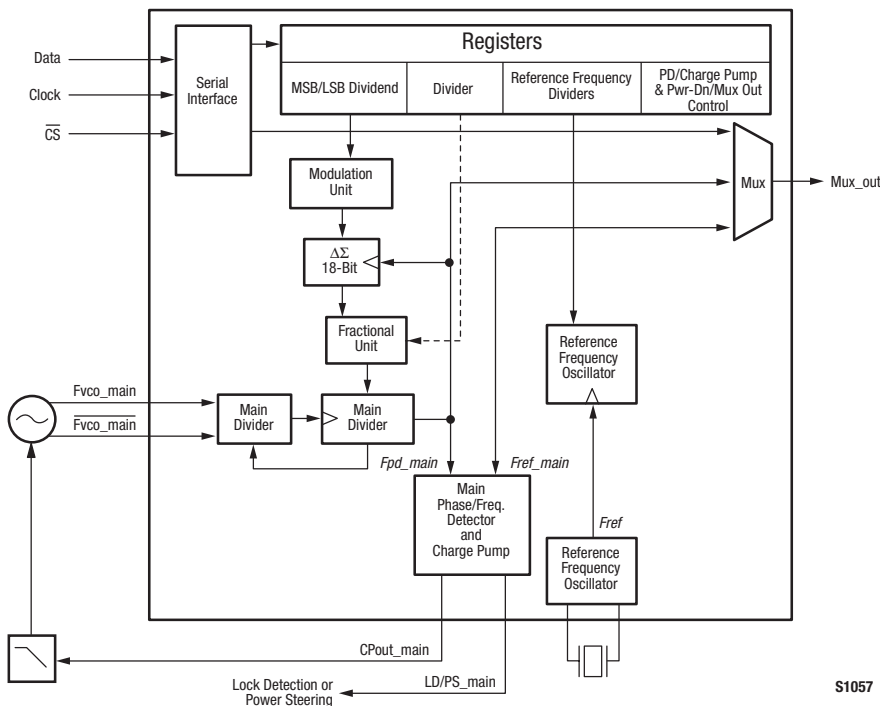 Registers
Data
Clock
CS
Serial
Interface
MSB/LSB Dividend
Divider
Reference Frequency
Dividers
PD/Charge Pump
& Pwr-Dn/Mux Out
Control
Modulation
Unit
Mux
Mux_out
ΔΣ
18-Bit
Fractional
Unit
Reference
Frequency
Oscillator
Fvco_main
Fvco_main
Main
Divider
Main
Divider
Fpd_main
Fref_main
Main
Phase/Freq.
Detector
and
Charge Pump
Fref
Reference
Frequency
Oscillator
CPout_main
LD/PS_main
Lock Detection or
Power Steering
S1057